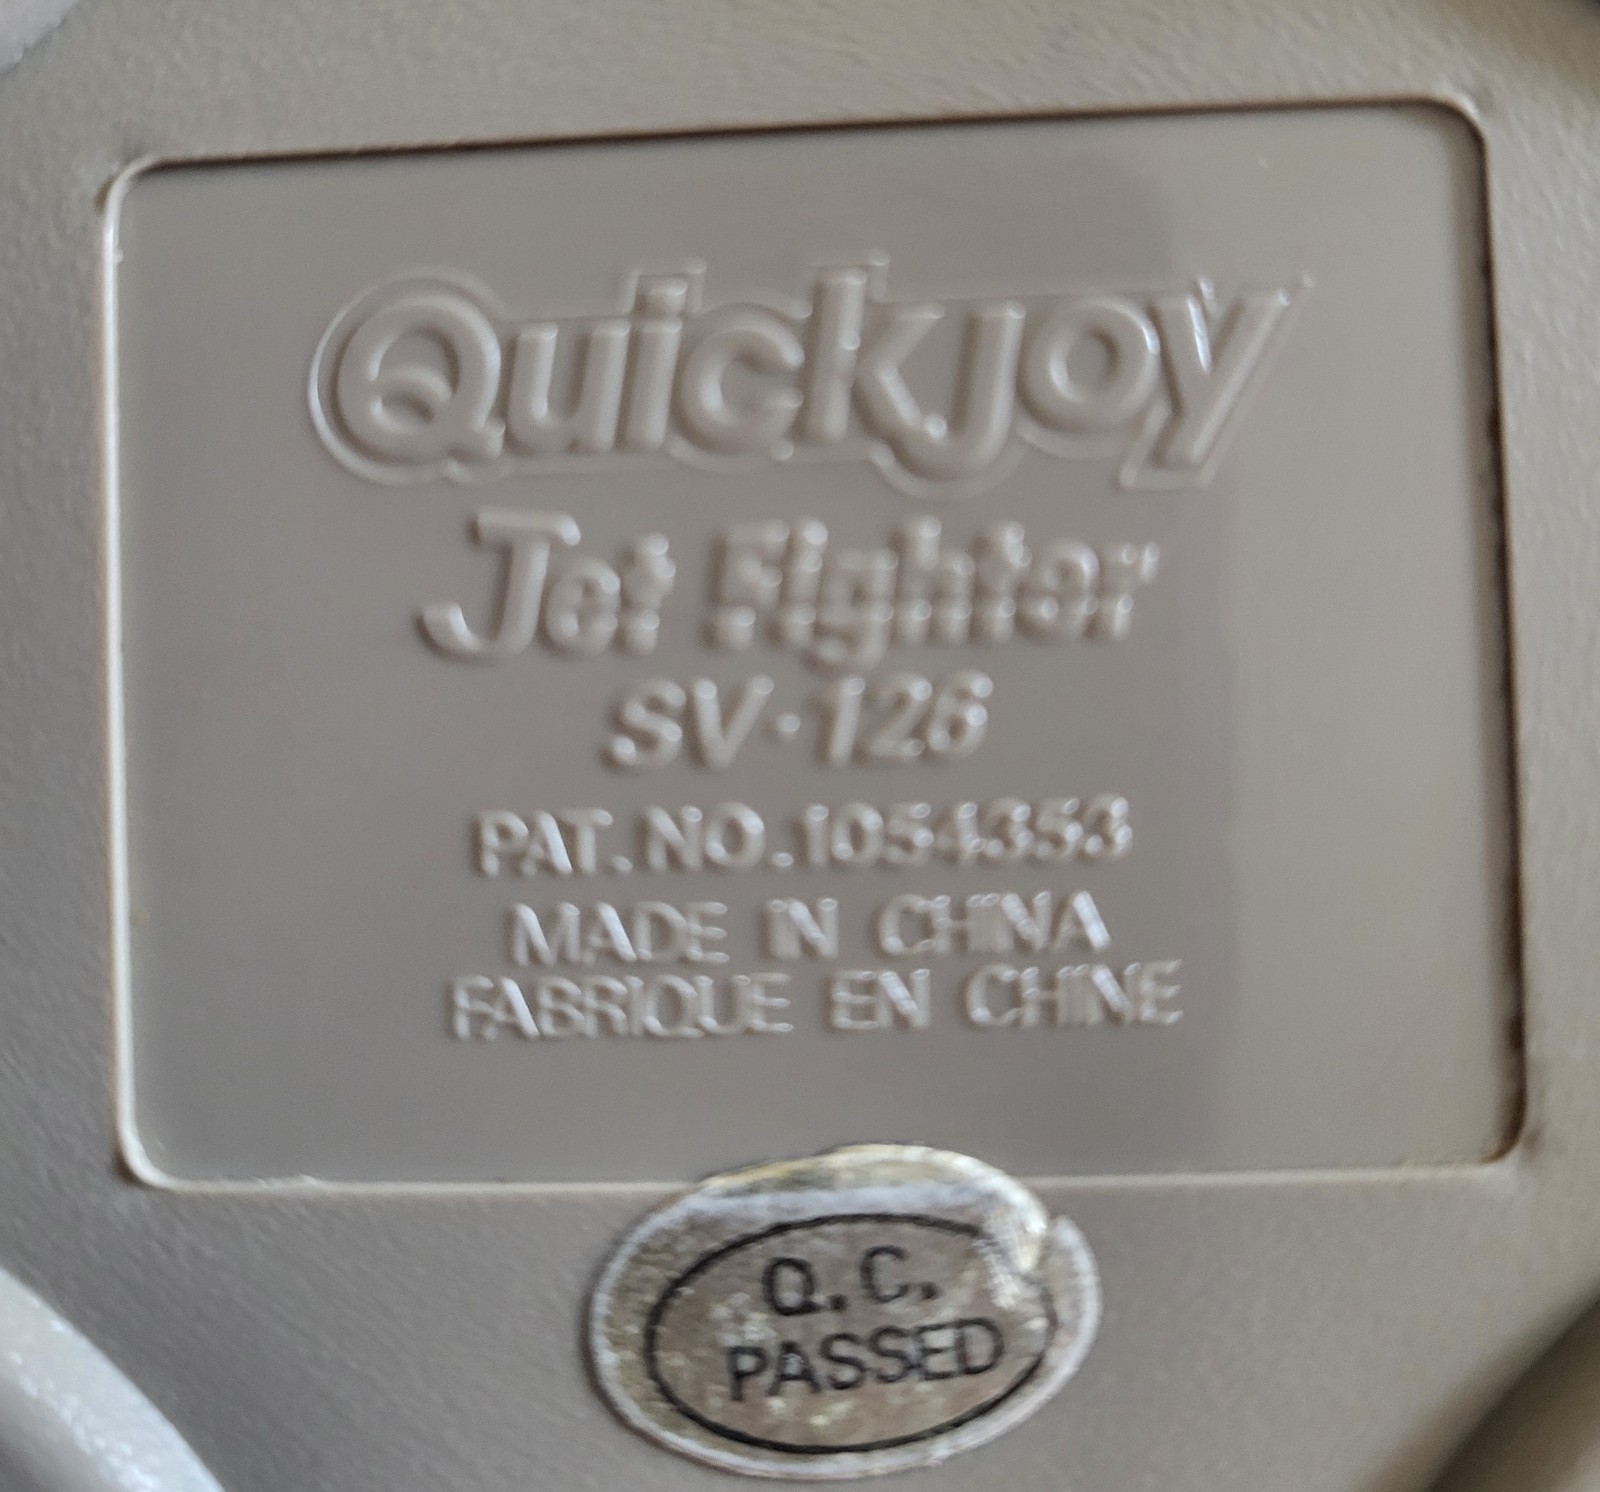 Quickjoy
Jet Fighter
SV-126
PAT. NO. 1054353
MADE IN CHINA
FABRIQUE EN CHINE
Q. C.
PASSED